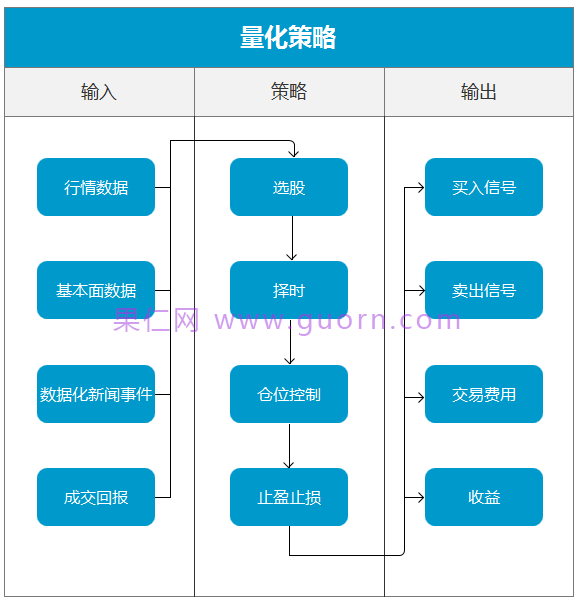 量化策略
输入
策略
输出
行情数据
选股
买入信号
基本面数据
择时
卖出信号
果仁网 www.guorn.com
数据化新闻事件
仓位控制
交易费用
成交回报
止盈止损
收益